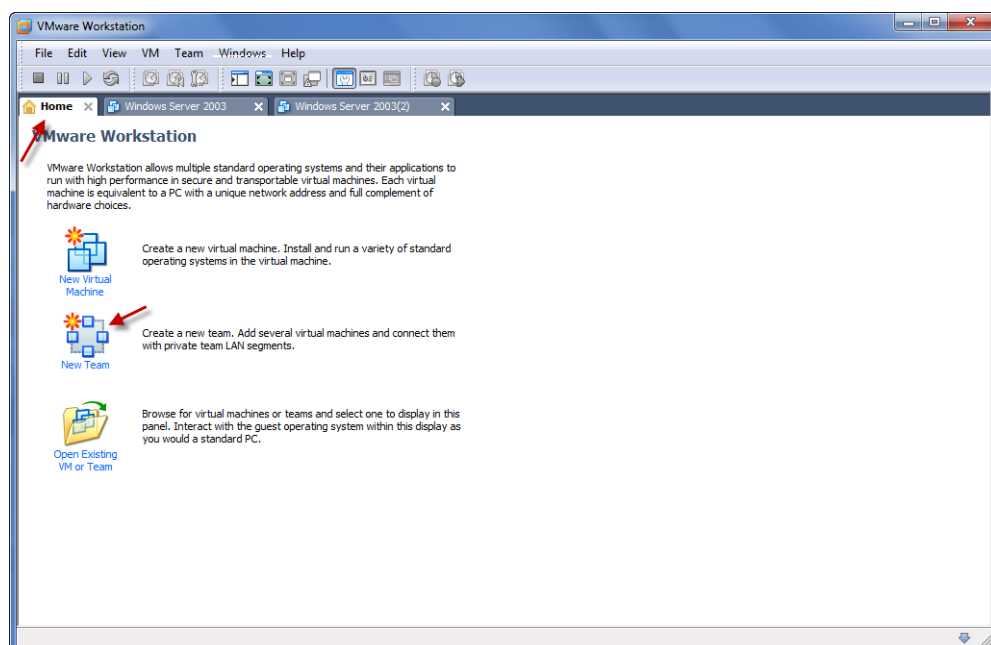 VMware Workstation
File Edit View VM Team Windows Help
Home Windows Server 2003 Windows Server 2003(2)
VMware Workstation
VMware Workstation allows multiple standard operating systems and their applications to
run with high performance in secure and transportable virtual machines. Each virtual
machine is equivalent to a PC with a unique network address and full complement of
hardware choices.
Create a new virtual machine. Install and run a variety of standard
operating systems in the virtual machine.
New Virtual
Machine
Create a new team. Add several virtual machines and connect them
with private team LAN segments.
New Team
Browse for virtual machines or teams and select one to display in this
panel. Interact with the guest operating system within this display as
you would a standard PC.
Open Existing
VM or Team